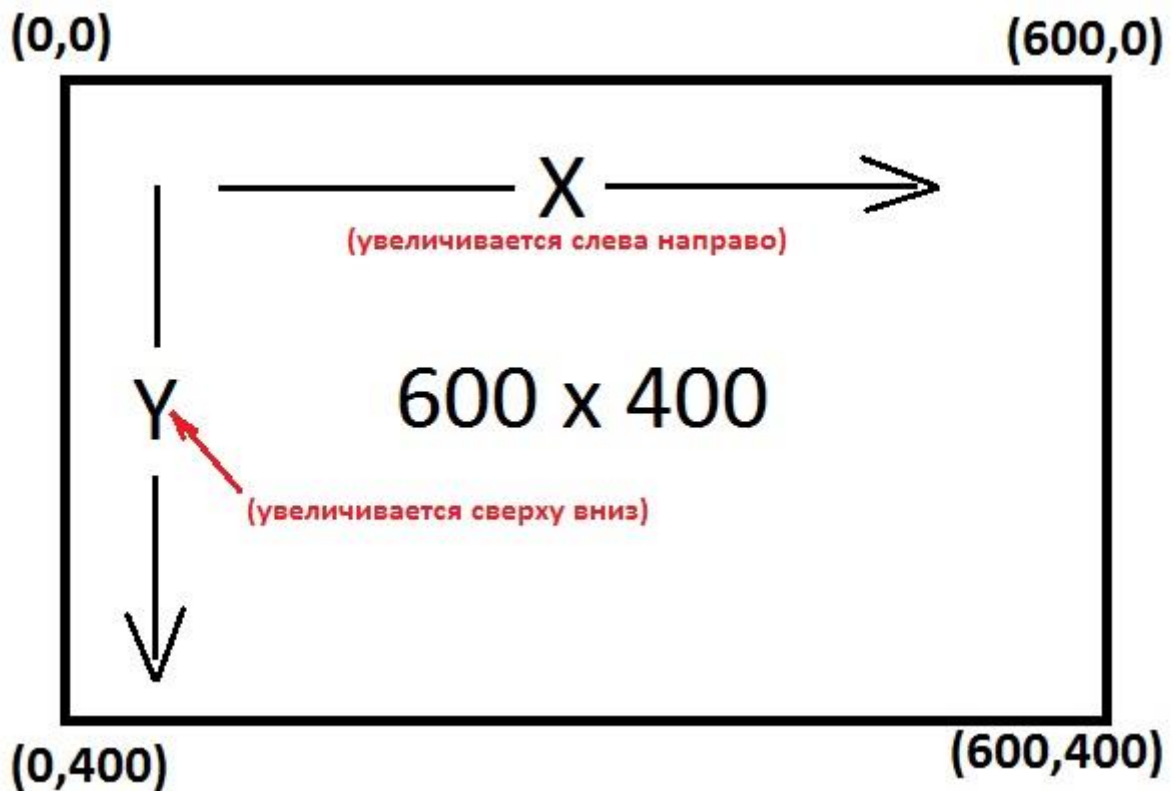 (0,0)
(600,0)
X
(увеличивается слева направо)
Y
600 x 400
(увеличивается сверху вниз)
(0,400)
(600,400)